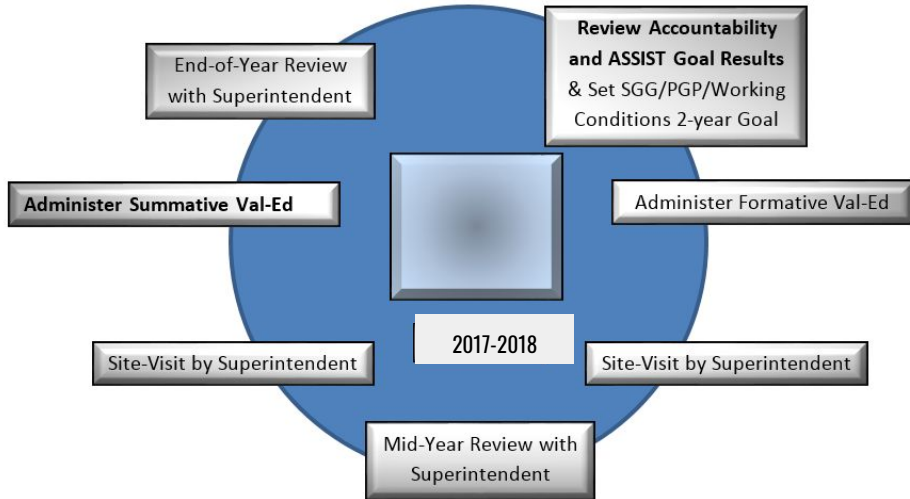 Review Accountability
and ASSIST Goal Results
& Set SGG/PGP/Working
Conditions 2-year Goal
End-of-Year Review
with Superintendent
Administer Summative Val-Ed
Administer Formative Val-Ed
2017-2018
Site-Visit by Superintendent
Site-Visit by Superintendent
Mid-Year Review with
Superintendent